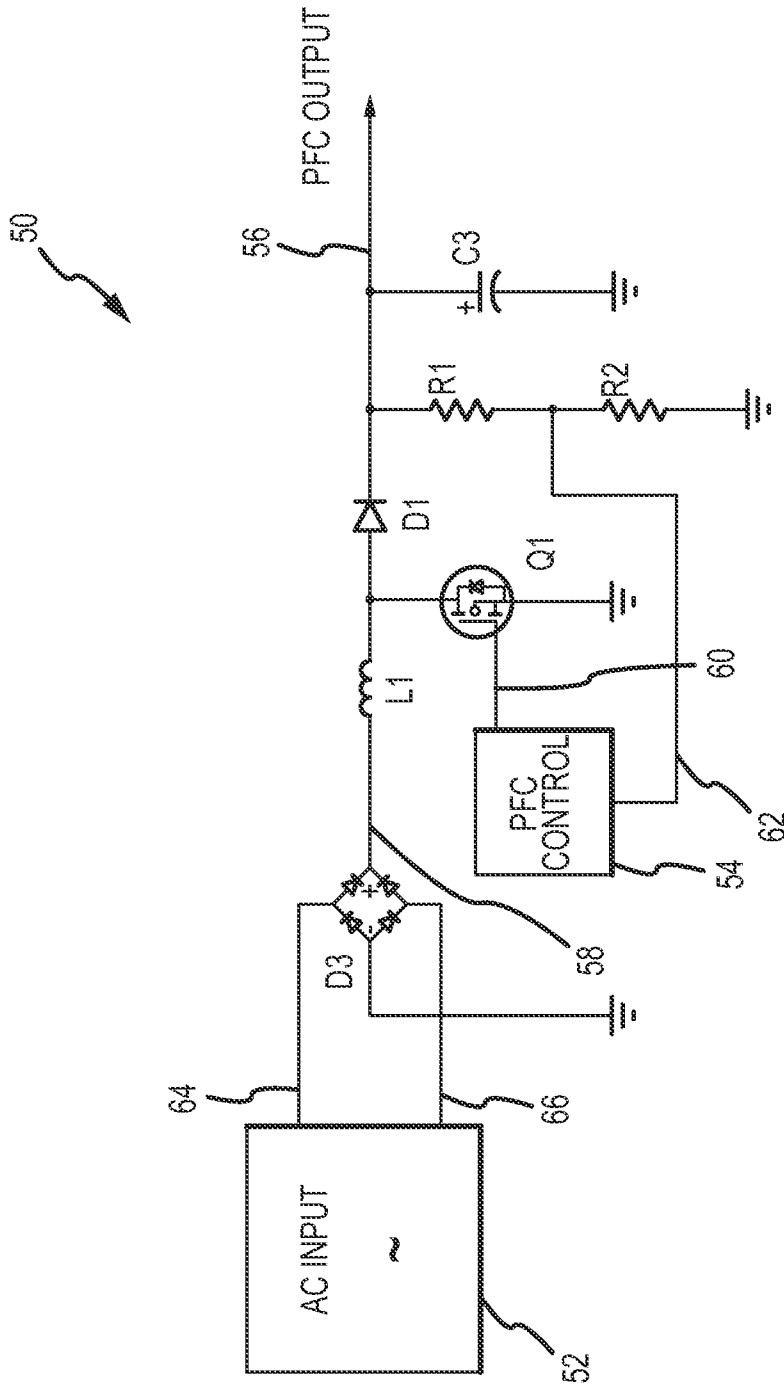 50
PFC OUTPUT
56
C3
+
R1
R2
D1
Q1
L1
60
PFC
CONTROL
62
54
58
D3
+
-
64
66
AC INPUT
~
52